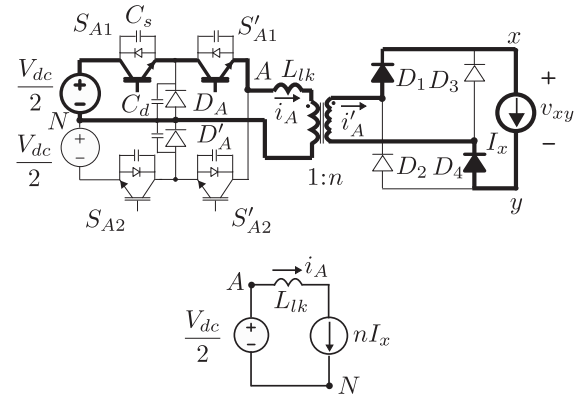 S_{A1} C_s S'_{A1} x
V_{dc}/2 A L_{lk} D_1 D_3 +
C_d D_A i_A i'_A v_{xy}
N D'_A I_x −
V_{dc}/2 1:n D_2 D_4
S_{A2} S'_{A2} y
A i_A
L_{lk}
V_{dc}/2 nI_x
N